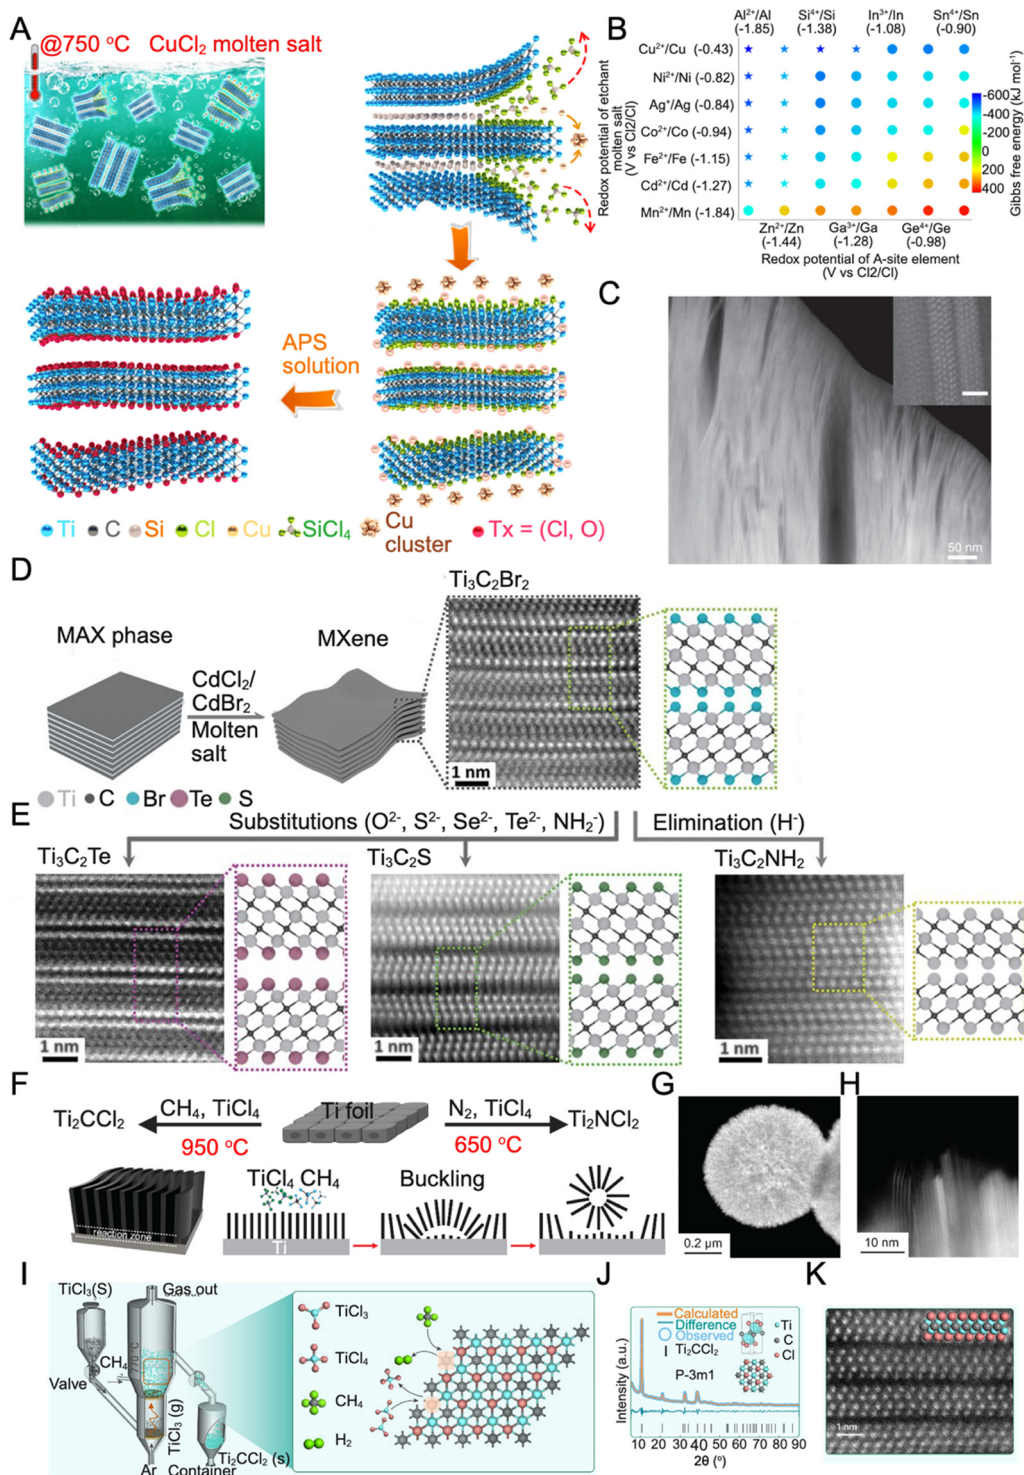 A
@750 °C CuCl2 molten salt
APS
solution
Ti C Si Cl Cu SiCl4 Cu
cluster
Tx = (Cl, O)
B
Al2+/Al Si4+/Si In3+/In Sn4+/Sn
(-1.85) (-1.38) (-1.08) (-0.90)
Cu2+/Cu (-0.43)
Ni2+/Ni (-0.82)
Ag+/Ag (-0.84)
Co2+/Co (-0.94)
Fe2+/Fe (-1.15)
Cd2+/Cd (-1.27)
Mn2+/Mn (-1.84)
Redox potential of etchant
molten salt
(V vs Cl2/Cl)
Zn2+/Zn Ga3+/Ga Ge4+/Ge
(-1.44) (-1.28) (-0.98)
Redox potential of A-site element
(V vs Cl2/Cl)
-600
-400
-200
0
200
400
Gibbs free energy (kJ mol-1)
C
50 nm
D
MAX phase
CdCl2/
CdBr2
Molten
salt
MXene
Ti3C2Br2
1 nm
Ti C Br Te S
E
Substitutions (O2-, S2-, Se2-, Te2-, NH2-)
Elimination (H-)
Ti3C2Te
1 nm
Ti3C2S
1 nm
Ti3C2NH2
1 nm
F
Ti2CCl2
CH4, TiCl4
950 °C
Ti foil
N2, TiCl4
650 °C
Ti2NCl2
reaction zone
TiCl4 CH4
Ti
Buckling
G
0.2 μm
H
10 nm
I
TiCl3(S)
Gas out
CH4
770 °C
Valve
TiCl3 (g)
Ti2CCl2 (s)
Ar
Container
TiCl3
TiCl4
CH4
H2
J
Calculated
Difference
Observed
Ti2CCl2
P-3m1
Ti
C
Cl
Intensity (a.u.)
10 20 30 40 50 60 70 80 90
2θ (°)
K
1 nm